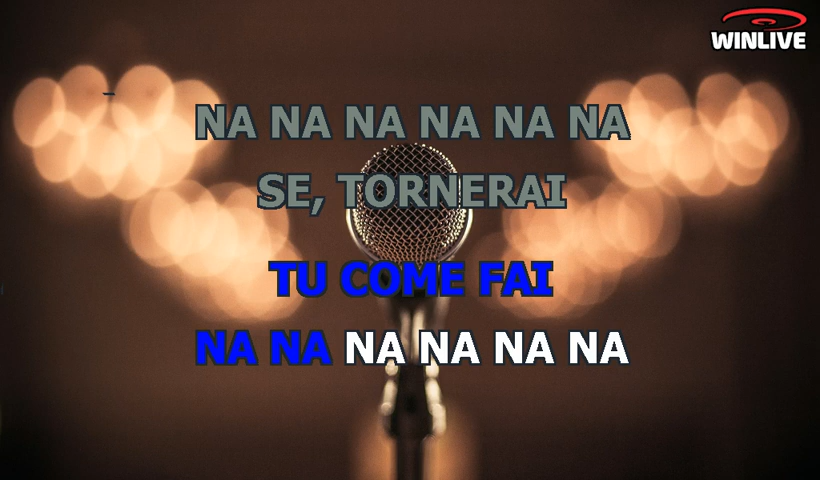 WINLIVE
NA NA NA NA NA NA
SE, TORNERAI
TU COME FAI
NA NA NA NA NA NA